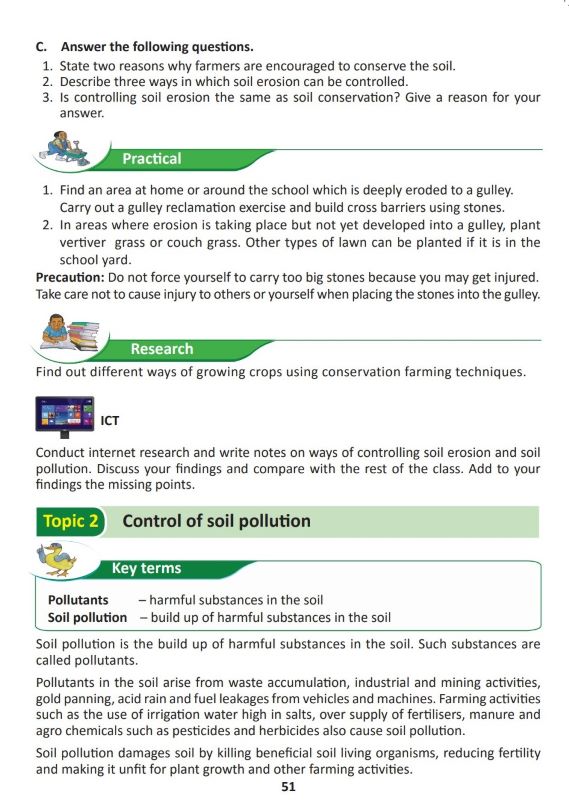 C. Answer the following questions.
1. State two reasons why farmers are encouraged to conserve the soil.
2. Describe three ways in which soil erosion can be controlled.
3. Is controlling soil erosion the same as soil conservation? Give a reason for your
answer.
Practical
1. Find an area at home or around the school which is deeply eroded to a gulley.
Carry out a gulley reclamation exercise and build cross barriers using stones.
2. In areas where erosion is taking place but not yet developed into a gulley, plant
vertiver grass or couch grass. Other types of lawn can be planted if it is in the
school yard.
Precaution: Do not force yourself to carry too big stones because you may get injured.
Take care not to cause injury to others or yourself when placing the stones into the gulley.
Research
Find out different ways of growing crops using conservation farming techniques.
ICT
Conduct internet research and write notes on ways of controlling soil erosion and soil
pollution. Discuss your findings and compare with the rest of the class. Add to your
findings the missing points.
Topic 2 Control of soil pollution
Key terms
Pollutants – harmful substances in the soil
Soil pollution – build up of harmful substances in the soil
Soil pollution is the build up of harmful substances in the soil. Such substances are
called pollutants.
Pollutants in the soil arise from waste accumulation, industrial and mining activities,
gold panning, acid rain and fuel leakages from vehicles and machines. Farming activities
such as the use of irrigation water high in salts, over supply of fertilisers, manure and
agro chemicals such as pesticides and herbicides also cause soil pollution.
Soil pollution damages soil by killing beneficial soil living organisms, reducing fertility
and making it unfit for plant growth and other farming activities.
51